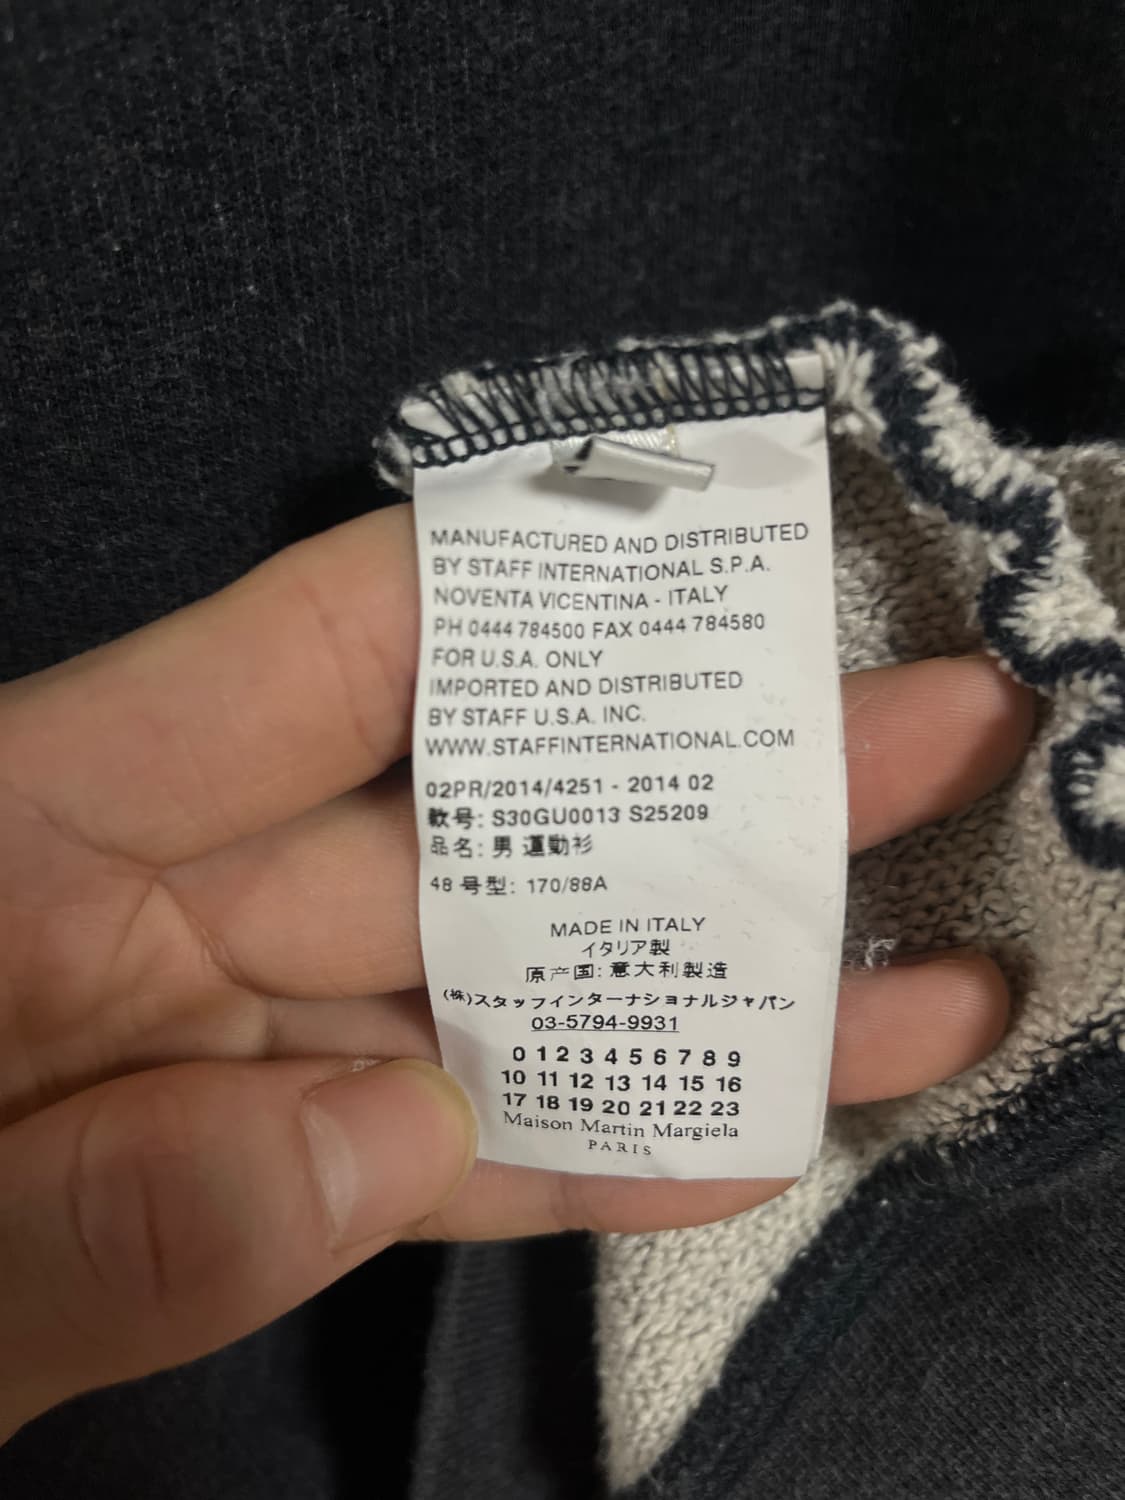 MANUFACTURED AND DISTRIBUTED
BY STAFF INTERNATIONAL S.P.A.
NOVENTA VICENTINA - ITALY
PH 0444 784500 FAX 0444 784580
FOR U.S.A. ONLY
IMPORTED AND DISTRIBUTED
BY STAFF U.S.A. INC.
WWW.STAFFINTERNATIONAL.COM
02PR/2014/4251 - 2014 02
款号: S30GU0013 S25209
品名: 男 運動衫
48 号型: 170/88A
MADE IN ITALY
イタリア製
原产国: 意大利製造
(株)スタッフインターナショナルジャパン
03-5794-9931
0 1 2 3 4 5 6 7 8 9
10 11 12 13 14 15 16
17 18 19 20 21 22 23
Maison Martin Margiela
PARIS